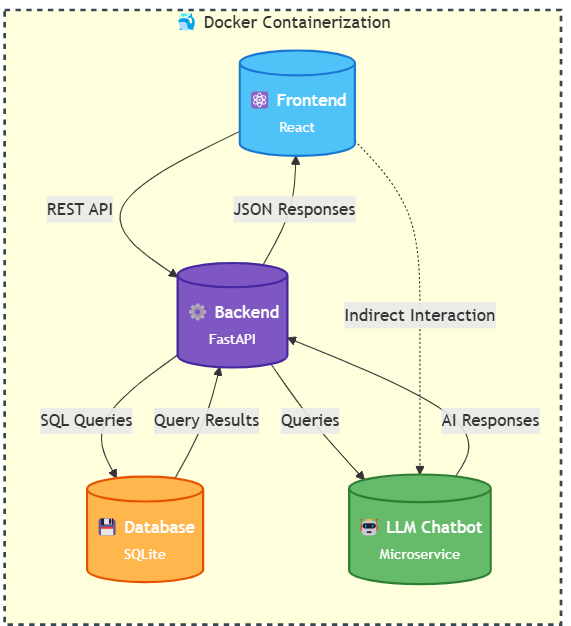 Docker Containerization
Frontend
React
REST API
JSON Responses
Backend
FastAPI
Indirect Interaction
SQL Queries
Query Results
Queries
AI Responses
Database
SQLite
LLM Chatbot
Microservice